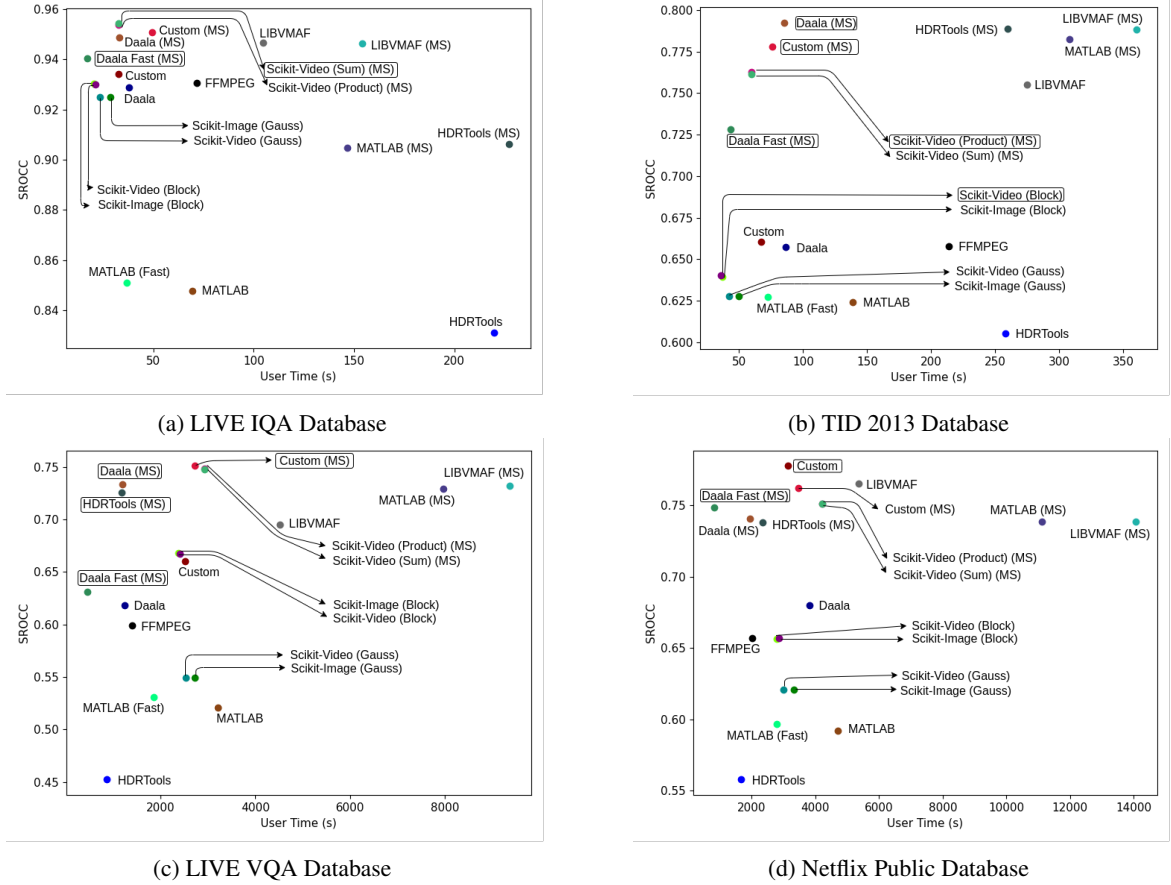 0.96
0.94
0.92
0.90
0.88
0.86
0.84
SROCC
Custom (MS)
Daala (MS)
LIBVMAF
LIBVMAF (MS)
Daala Fast (MS)
Scikit-Video (Sum) (MS)
Custom
FFMPEG
Scikit-Video (Product) (MS)
Daala
Scikit-Image (Gauss)
Scikit-Video (Gauss)
HDRTools (MS)
MATLAB (MS)
Scikit-Video (Block)
Scikit-Image (Block)
MATLAB (Fast)
MATLAB
HDRTools
50 100 150 200
User Time (s)
(a) LIVE IQA Database
0.800
0.775
0.750
0.725
0.700
0.675
0.650
0.625
0.600
SROCC
Daala (MS)
HDRTools (MS)
LIBVMAF (MS)
Custom (MS)
MATLAB (MS)
LIBVMAF
Daala Fast (MS)
Scikit-Video (Product) (MS)
Scikit-Video (Sum) (MS)
Scikit-Video (Block)
Scikit-Image (Block)
Custom
Daala
FFMPEG
Scikit-Video (Gauss)
Scikit-Image (Gauss)
MATLAB (Fast)
MATLAB
HDRTools
50 100 150 200 250 300 350
User Time (s)
(b) TID 2013 Database
0.75
0.70
0.65
0.60
0.55
0.50
0.45
SROCC
Custom (MS)
Daala (MS)
HDRTools (MS)
LIBVMAF (MS)
MATLAB (MS)
LIBVMAF
Scikit-Video (Product) (MS)
Scikit-Video (Sum) (MS)
Custom
Daala Fast (MS)
Daala
Scikit-Image (Block)
Scikit-Video (Block)
FFMPEG
Scikit-Video (Gauss)
Scikit-Image (Gauss)
MATLAB (Fast)
MATLAB
HDRTools
2000 4000 6000 8000
User Time (s)
(c) LIVE VQA Database
0.75
0.70
0.65
0.60
0.55
SROCC
Custom
LIBVMAF
Daala Fast (MS)
Custom (MS)
MATLAB (MS)
Daala (MS)
HDRTools (MS)
LIBVMAF (MS)
Scikit-Video (Product) (MS)
Scikit-Video (Sum) (MS)
Daala
FFMPEG
Scikit-Video (Block)
Scikit-Image (Block)
Scikit-Video (Gauss)
Scikit-Image (Gauss)
MATLAB (Fast)
MATLAB
HDRTools
2000 4000 6000 8000 10000 12000 14000
User Time (s)
(d) Netflix Public Database